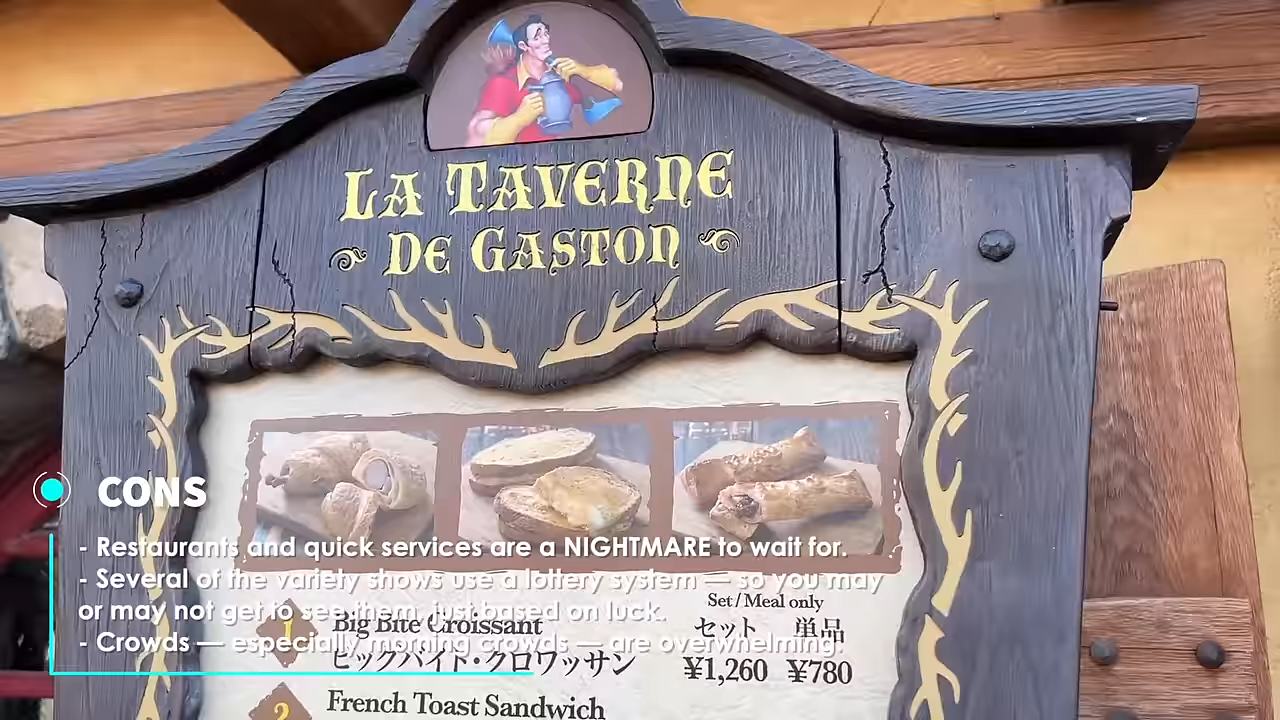 LA TAVERNE
DE GASTON
CONS
- Restaurants and quick services are a NIGHTMARE to wait for.
- Several of the variety shows use a lottery system — so you may
or may not get to see them, just based on luck.
- Crowds — especially morning crowds — are overwhelming.
Set/Meal only
セット 単品
1 Big Bite Croissant
ビッグバイト・クロワッサン ¥1,260 ¥780
2 French Toast Sandwich